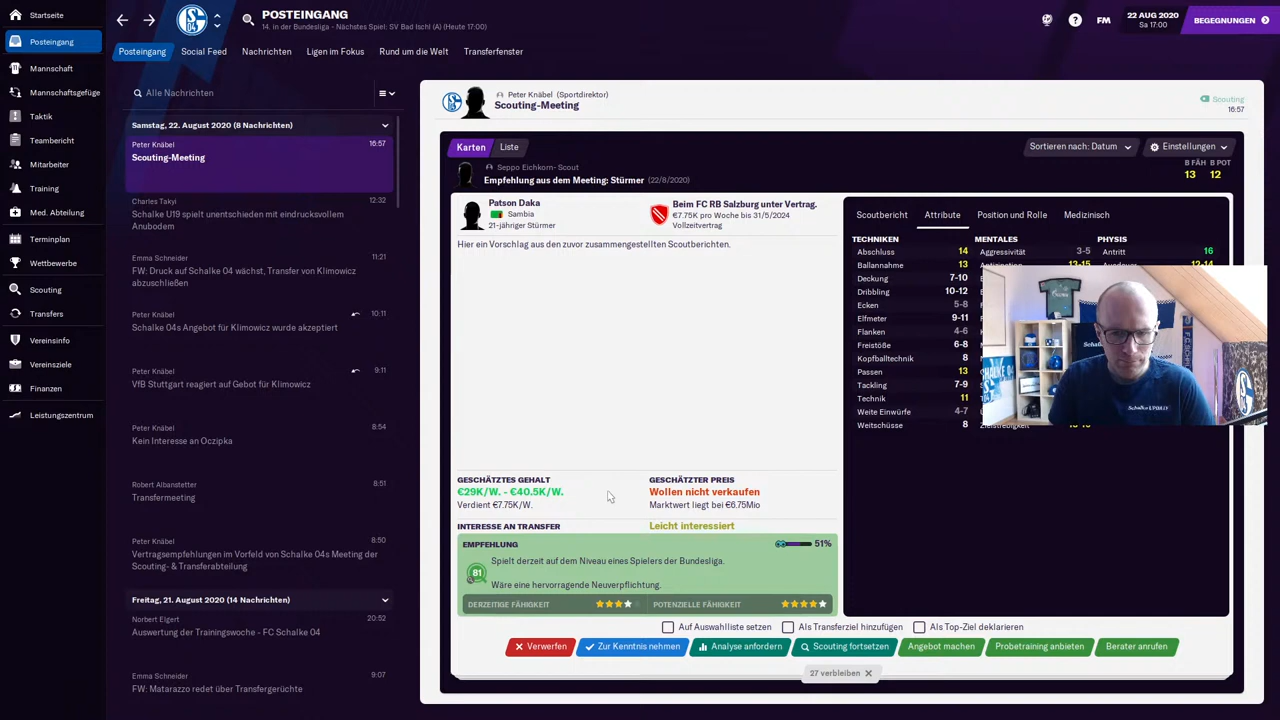 Startseite
Posteingang
Mannschaft
Mannschaftsgefüge
Taktik
Teambericht
Mitarbeiter
Training
Med. Abteilung
Terminplan
Wettbewerbe
Scouting
Transfers
Vereinsinfo
Vereinsziele
Finanzen
Leistungszentrum
POSTEINGANG
14. in der Bundesliga - Nächstes Spiel: SV Bad Ischl (A) (Heute 17:00)
FM
22 AUG 2020
Sa 17:00
BEGEGNUNGEN
Posteingang Social Feed Nachrichten Ligen im Fokus Rund um die Welt Transferfenster
Alle Nachrichten
Samstag, 22. August 2020 (8 Nachrichten)
Peter Knäbel 16:57
Scouting-Meeting
Charles Takyi 12:32
Schalke U19 spielt unentschieden mit eindrucksvollem
Anubodem
Emma Schneider 11:21
FW: Druck auf Schalke 04 wächst, Transfer von Klimowicz
abzuschließen
Peter Knäbel 10:11
Schalke 04s Angebot für Klimowicz wurde akzeptiert
Peter Knäbel 9:11
VfB Stuttgart reagiert auf Gebot für Klimowicz
Peter Knäbel 8:54
Kein Interesse an Oczipka
Robert Albanstetter 8:51
Transfermeeting
Peter Knäbel 8:50
Vertragsempfehlungen im Vorfeld von Schalke 04s Meeting der
Scouting- & Transferabteilung
Freitag, 21. August 2020 (14 Nachrichten)
Norbert Elgert 20:52
Auswertung der Trainingswoche - FC Schalke 04
Emma Schneider 9:07
FW: Matarazzo redet über Transfergerüchte
Peter Knäbel (Sportdirektor)
Scouting-Meeting
Scouting
16:57
Karten Liste
Sortieren nach: Datum
Einstellungen
Seppo Eichkorn- Scout
Empfehlung aus dem Meeting: Stürmer (22/8/2020)
B FÄH B POT
13 12
Patson Daka
Sambia
21-jähriger Stürmer
Beim FC RB Salzburg unter Vertrag.
€7.75K pro Woche bis 31/5/2024
Vollzeitvertrag
Hier ein Vorschlag aus den zuvor zusammengestellten Scoutberichten.
GESCHÄTZTES GEHALT
€29K/W. - €40.5K/W.
Verdient €7.75K/W.
GESCHÄTZTER PREIS
Wollen nicht verkaufen
Marktwert liegt bei €6.75Mio
INTERESSE AN TRANSFER Leicht interessiert
EMPFEHLUNG 51%
81
Spielt derzeit auf dem Niveau eines Spielers der Bundesliga.
Wäre eine hervorragende Neuverpflichtung.
DERZEITIGE FÄHIGKEIT POTENZIELLE FÄHIGKEIT
Scoutbericht Attribute Position und Rolle Medizinisch
TECHNIKEN MENTALES PHYSIS
Abschluss 14 Aggressivität 3-5 Antritt 16
Ballannahme 13
Deckung 7-10
Dribbling 10-12
Ecken 5-8
Elfmeter 9-11
Flanken 4-6
Freistöße 6-8
Kopfballtechnik 8
Passen 13
Tackling 7-9
Technik 11
Weite Einwürfe 4-7
Weitschüsse 8
Auf Auswahlliste setzen Als Transferziel hinzufügen Als Top-Ziel deklarieren
Verwerfen Zur Kenntnis nehmen Analyse anfordern Scouting fortsetzen Angebot machen Probetraining anbieten Berater anrufen
27 verbleiben